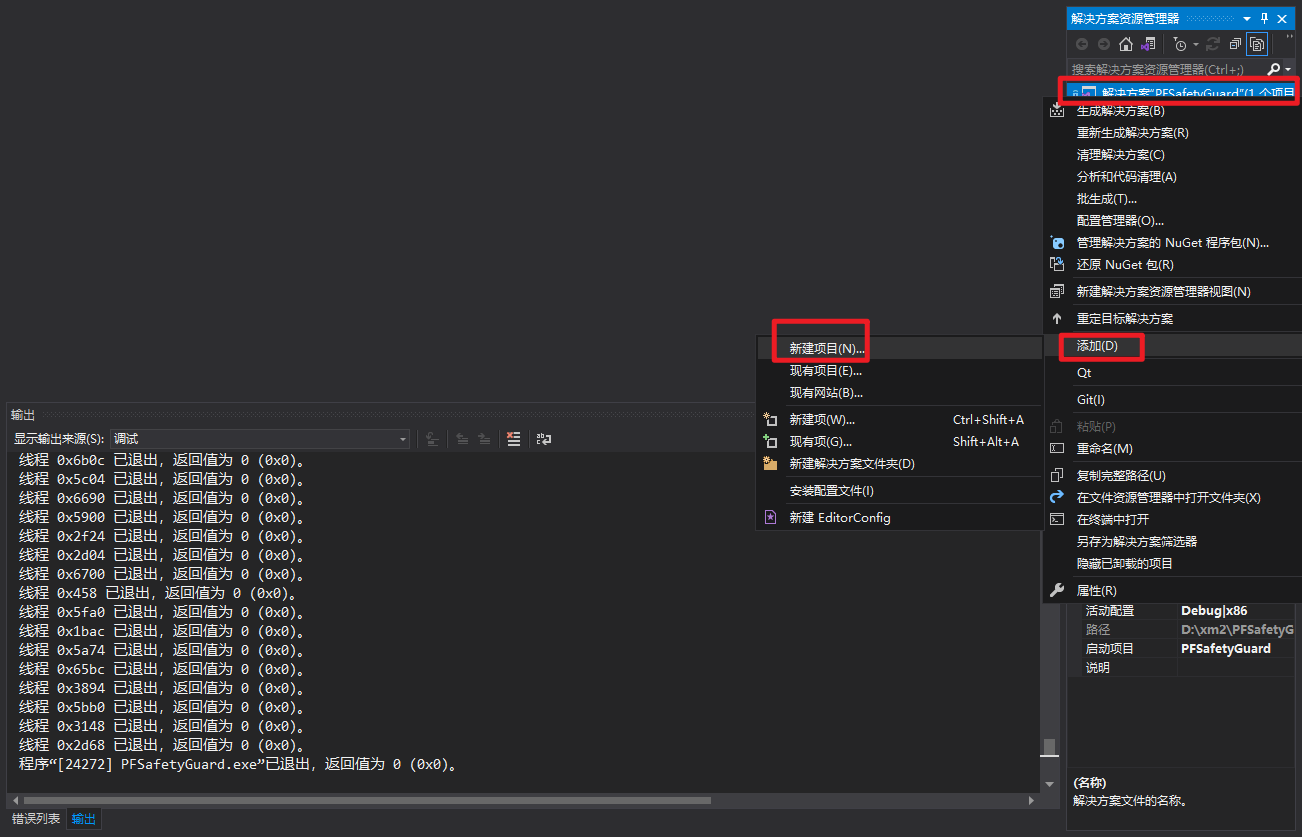 解决方案资源管理器
搜索解决方案资源管理器(Ctrl+;)
解决方案“PFSafetyGuard”(1 个项目
生成解决方案(B)
重新生成解决方案(R)
清理解决方案(C)
分析和代码清理(A)
批生成(T)...
配置管理器(O)...
管理解决方案的 NuGet 程序包(N)...
还原 NuGet 包(R)
新建解决方案资源管理器视图(N)
重定目标解决方案
添加(D)
Qt
Git(I)
粘贴(P)
重命名(M)
复制完整路径(U)
在文件资源管理器中打开文件夹(X)
在终端中打开
另存为解决方案筛选器
隐藏已卸载的项目
属性(R)
新建项目(N)...
现有项目(E)...
现有网站(B)...
新建项(W)... Ctrl+Shift+A
现有项(G)... Shift+Alt+A
新建解决方案文件夹(D)
安装配置文件(I)
新建 EditorConfig
输出
显示输出来源(S): 调试
线程 0x6b0c 已退出，返回值为 0 (0x0)。
线程 0x5c04 已退出，返回值为 0 (0x0)。
线程 0x6690 已退出，返回值为 0 (0x0)。
线程 0x5900 已退出，返回值为 0 (0x0)。
线程 0x2f24 已退出，返回值为 0 (0x0)。
线程 0x2d04 已退出，返回值为 0 (0x0)。
线程 0x6700 已退出，返回值为 0 (0x0)。
线程 0x458 已退出，返回值为 0 (0x0)。
线程 0x5fa0 已退出，返回值为 0 (0x0)。
线程 0x1bac 已退出，返回值为 0 (0x0)。
线程 0x5a74 已退出，返回值为 0 (0x0)。
线程 0x65bc 已退出，返回值为 0 (0x0)。
线程 0x3894 已退出，返回值为 0 (0x0)。
线程 0x5bb0 已退出，返回值为 0 (0x0)。
线程 0x3148 已退出，返回值为 0 (0x0)。
线程 0x2d68 已退出，返回值为 0 (0x0)。
程序“[24272] PFSafetyGuard.exe”已退出，返回值为 0 (0x0)。
错误列表 输出
活动配置 Debug|x86
路径 D:\xm2\PFSafetyG
启动项目 PFSafetyGuard
说明
(名称)
解决方案文件的名称。